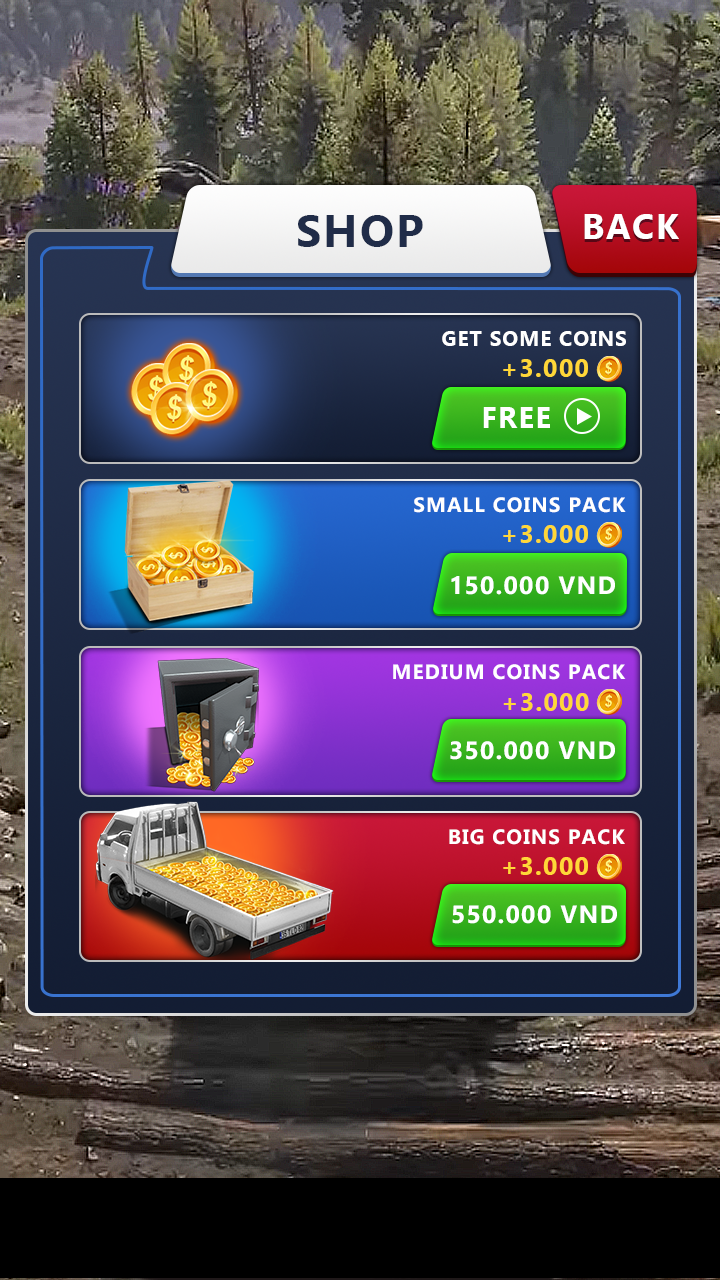 SHOP
BACK
GET SOME COINS
+3.000
FREE
SMALL COINS PACK
+3.000
150.000 VND
MEDIUM COINS PACK
+3.000
350.000 VND
BIG COINS PACK
+3.000
550.000 VND